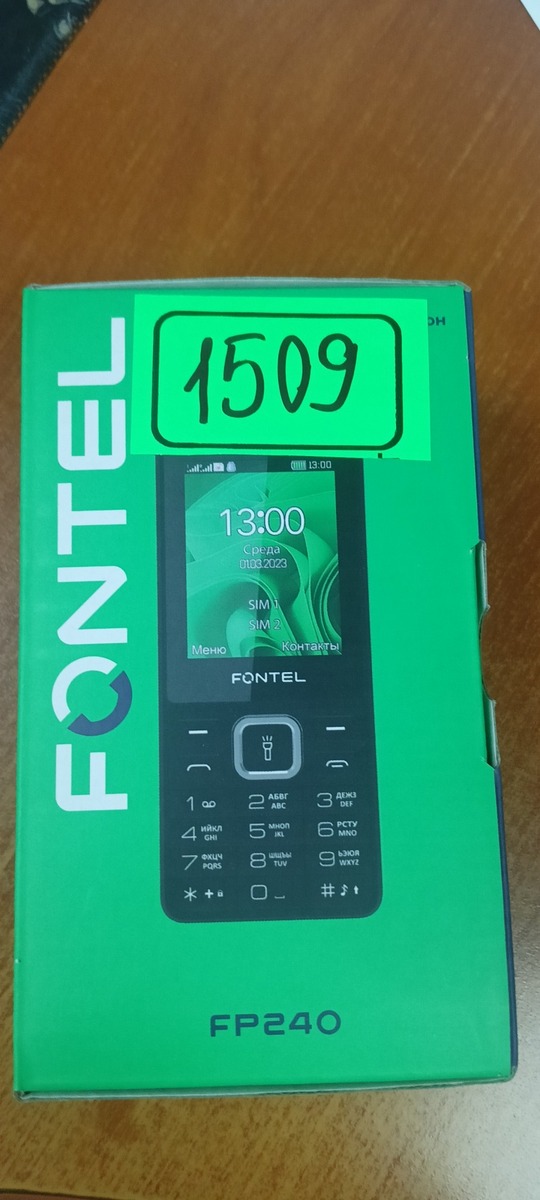 FONTEL
1509
13:00
13:00
Среда
01.03.2023
SIM 1
SIM 2
Меню Контакты
FONTEL
1 2 АБВГ ABC 3 ДЕЖЗ DEF
4 ИЙКЛ GHI 5 МНОП JKL 6 РСТУ MNO
7 ФХЦЧ PQRS 8 ШЩЪЫ TUV 9 ЬЭЮЯ WXYZ
* + 0 #
FP240